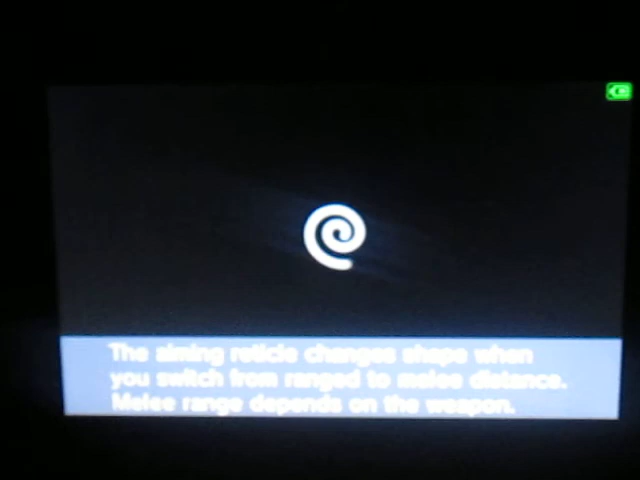 The aiming reticle changes shape when
you switch from ranged to melee distance.
Melee range depends on the weapon.